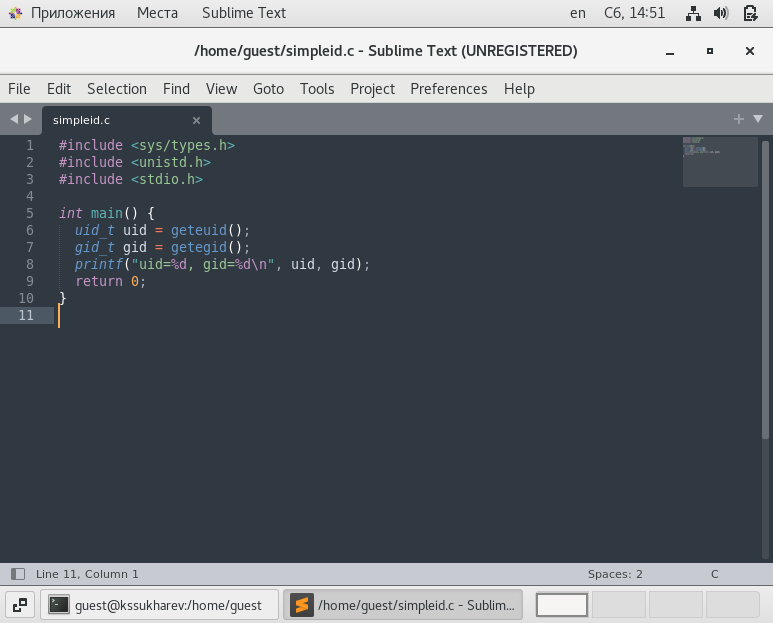 Приложения Места Sublime Text en Сб, 14:51
/home/guest/simpleid.c - Sublime Text (UNREGISTERED)
File Edit Selection Find View Goto Tools Project Preferences Help
simpleid.c
1 #include <sys/types.h>
2 #include <unistd.h>
3 #include <stdio.h>
4
5 int main() {
6 uid_t uid = geteuid();
7 gid_t gid = getegid();
8 printf("uid=%d, gid=%d\n", uid, gid);
9 return 0;
10 }
11
Line 11, Column 1 Spaces: 2 C
guest@kssukharev:/home/guest /home/guest/simpleid.c - Sublim...